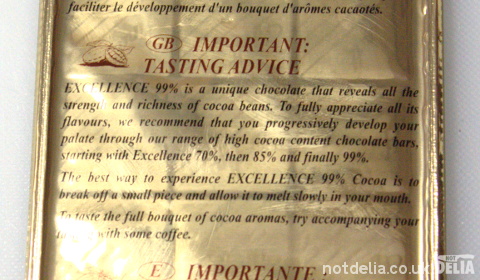 faciliter le développement d'un bouquet d'arômes cacaotés.
GB IMPORTANT:
TASTING ADVICE
EXCELLENCE 99% is a unique chocolate that reveals all the
strength and richness of cocoa beans. To fully appreciate all its
flavours, we recommend that you progressively develop your
palate through our range of high cocoa content chocolate bars,
starting with Excellence 70%, then 85% and finally 99%.
The best way to experience EXCELLENCE 99% Cocoa is to
break off a small piece and allow it to melt slowly in your mouth.
To taste the full bouquet of cocoa aromas, try accompanying your
with some coffee.
E IMPORTANTE
notdelia.co.uk
NOT DELIA